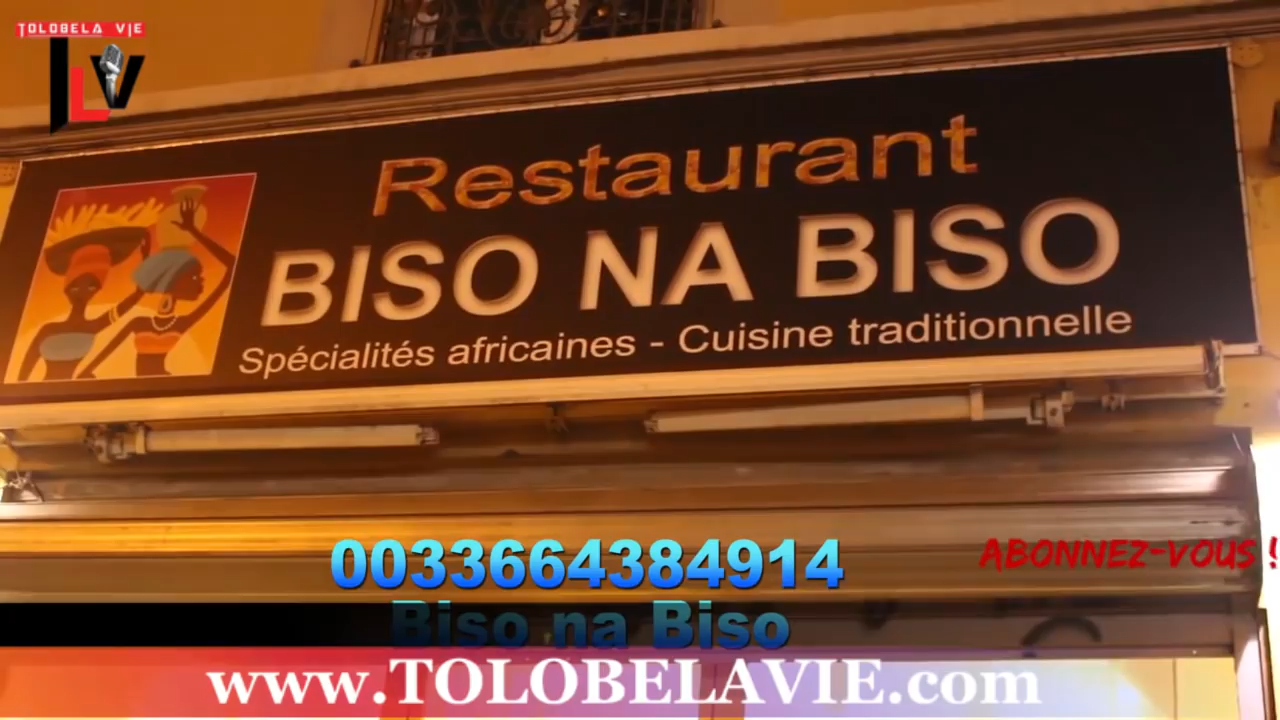 TOLOBELA VIE
LV
Restaurant
BISO NA BISO
Spécialités africaines - Cuisine traditionnelle
0033664384914
ABONNEZ-VOUS !
Biso na Biso
www.TOLOBELAVIE.com